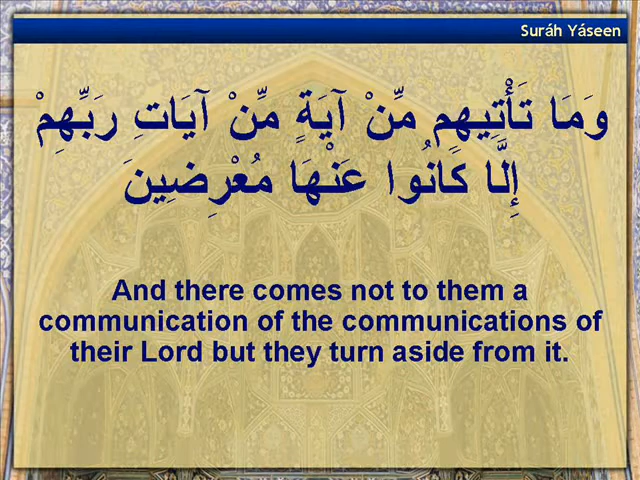 Suráh Yáseen
وَمَا تَأْتِيهِم مِّنْ آيَةٍ مِّنْ آيَاتِ رَبِّهِمْ
إِلَّا كَانُوا عَنْهَا مُعْرِضِينَ
And there comes not to them a
communication of the communications of
their Lord but they turn aside from it.